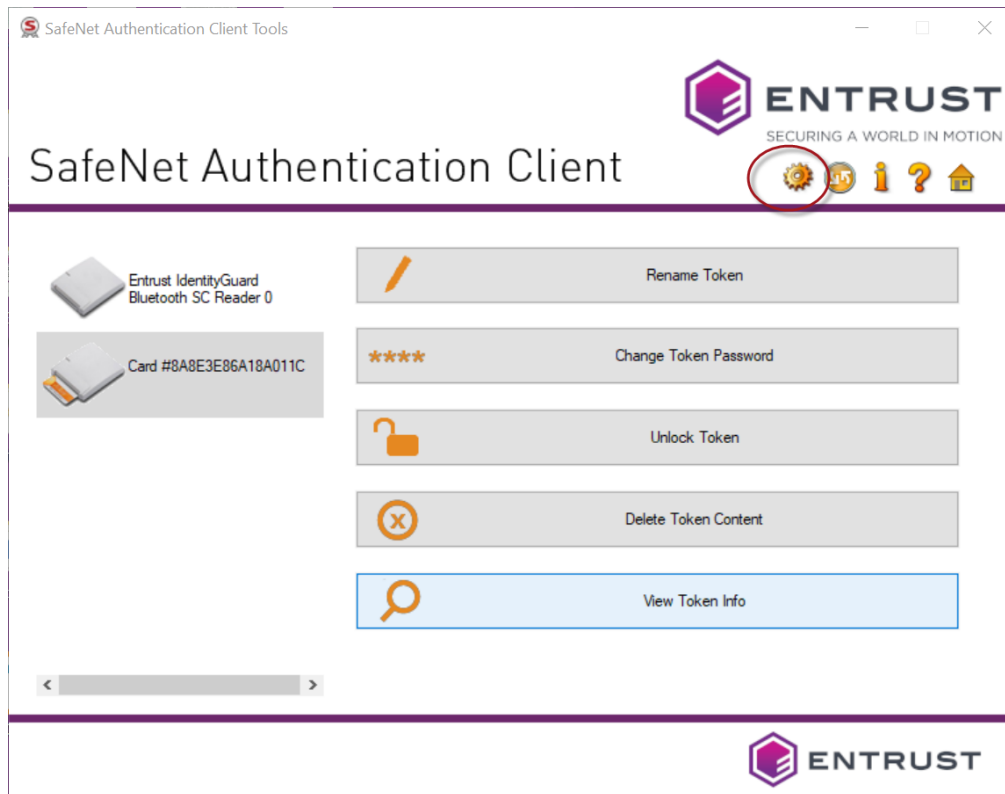 SafeNet Authentication Client Tools
ENTRUST
SECURING A WORLD IN MOTION
SafeNet Authentication Client
Entrust IdentityGuard
Bluetooth SC Reader 0
Card #8A8E3E86A18A011C
Rename Token
**** Change Token Password
Unlock Token
Delete Token Content
View Token Info
ENTRUST